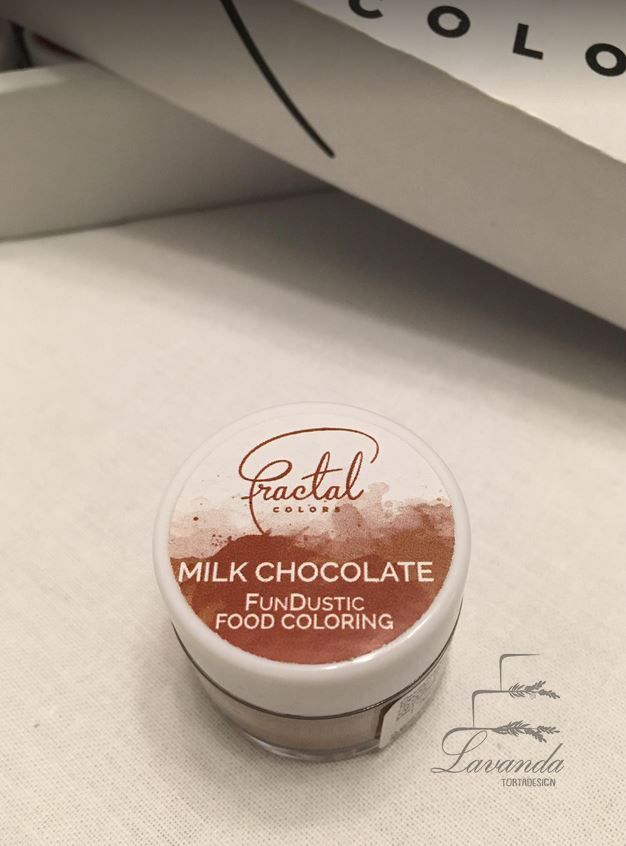 COLO
Fractal
COLORS
MILK CHOCOLATE
FUNDUSTIC
FOOD COLORING
Lavanda
TORTADESIGN